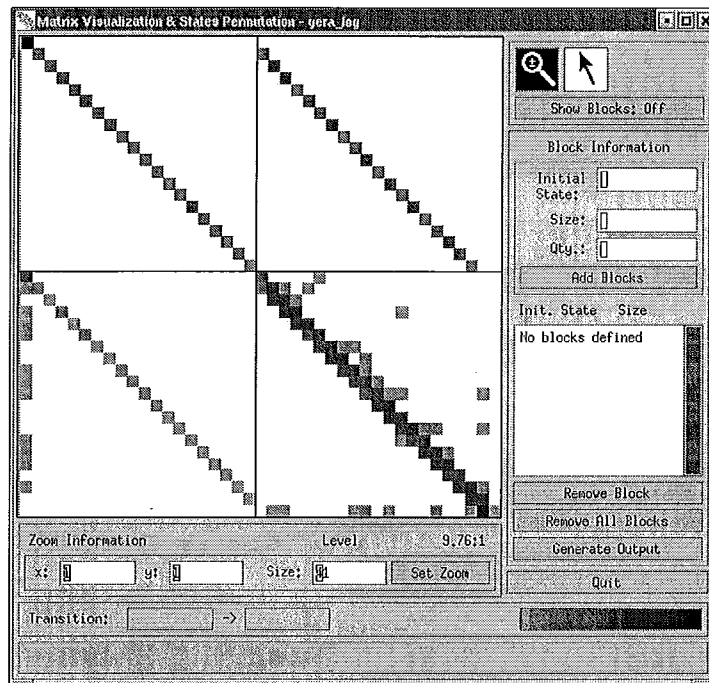 Matrix Visualization & States Permutation - yera_log
Show Blocks: Off
Block Information
Initial State:
Size:
Qty.:
Add Blocks
Init. State Size
No blocks defined
Remove Block
Remove All Blocks
Generate Output
Quit
Zoom Information Level 9.76:1
x: y: Size: Set Zoom
Transition: ->